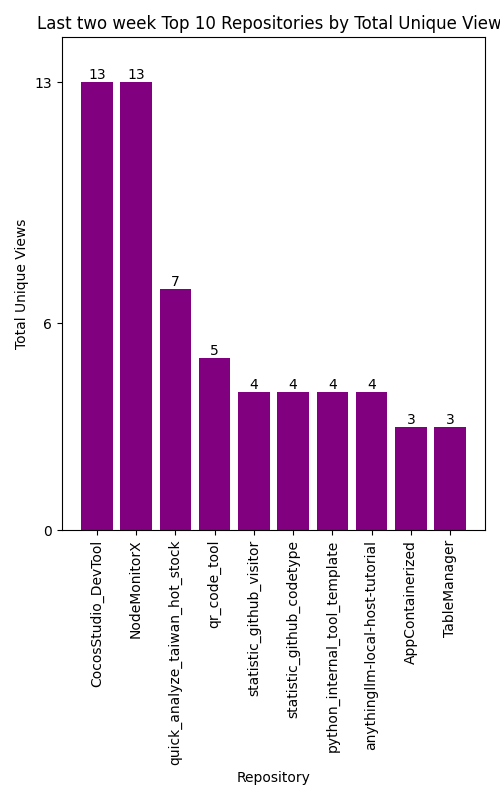 Last two week Top 10 Repositories by Total Unique View
13 13
7
5
4 4 4 4
3 3
13
6
0
Total Unique Views
CocosStudio_DevTool
NodeMonitorX
quick_analyze_taiwan_hot_stock
qr_code_tool
statistic_github_visitor
statistic_github_codetype
python_internal_tool_template
anythingllm-local-host-tutorial
AppContainerized
TableManager
Repository